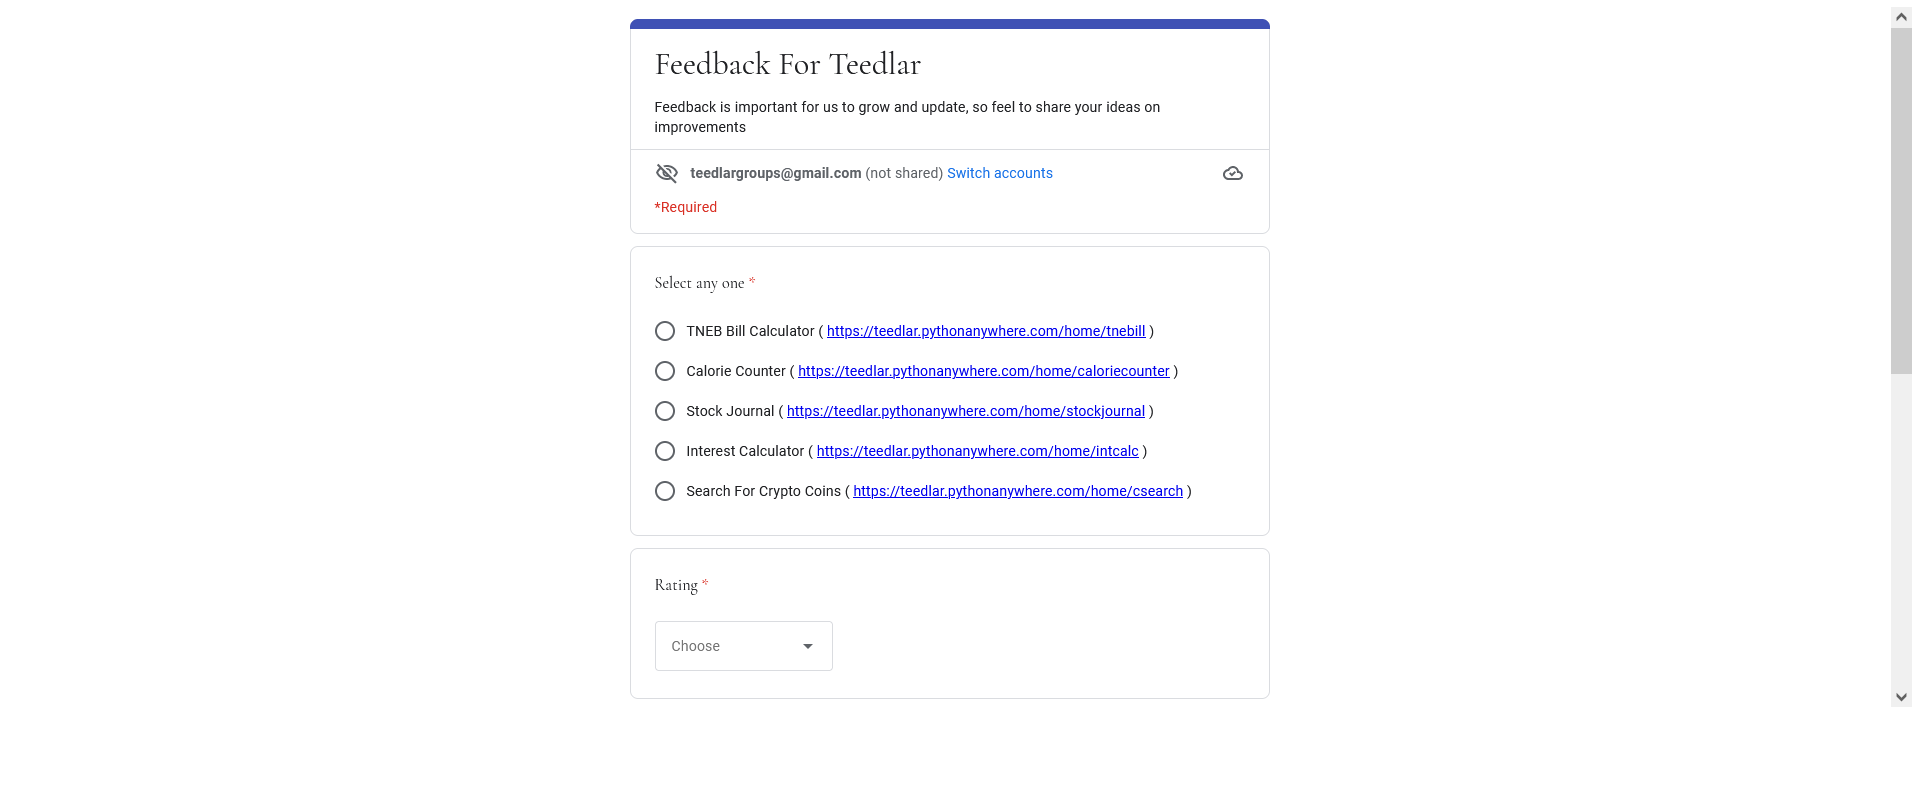 Feedback For Teedlar
Feedback is important for us to grow and update, so feel to share your ideas on
improvements
teedlargroups@gmail.com (not shared) Switch accounts
*Required
Select any one *
TNEB Bill Calculator ( https://teedlar.pythonanywhere.com/home/tnebill )
Calorie Counter ( https://teedlar.pythonanywhere.com/home/caloriecounter )
Stock Journal ( https://teedlar.pythonanywhere.com/home/stockjournal )
Interest Calculator ( https://teedlar.pythonanywhere.com/home/intcalc )
Search For Crypto Coins ( https://teedlar.pythonanywhere.com/home/csearch )
Rating *
Choose